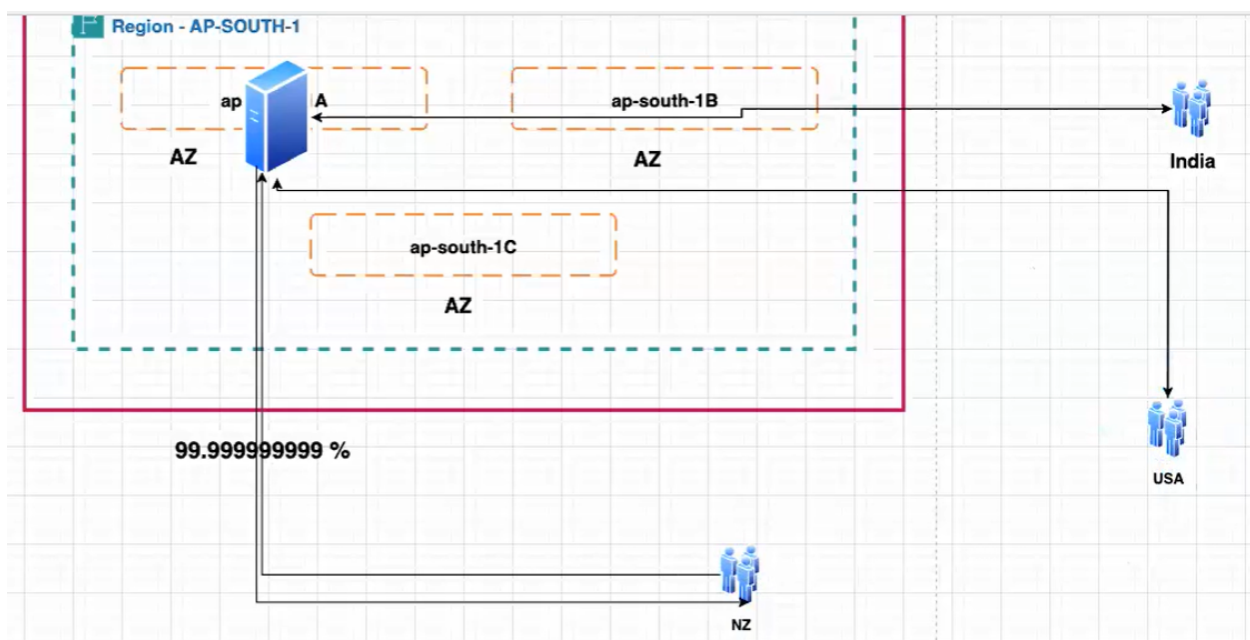 Region - AP-SOUTH-1
ap
A
ap-south-1B
AZ
AZ
India
ap-south-1C
AZ
99.999999999 %
USA
NZ